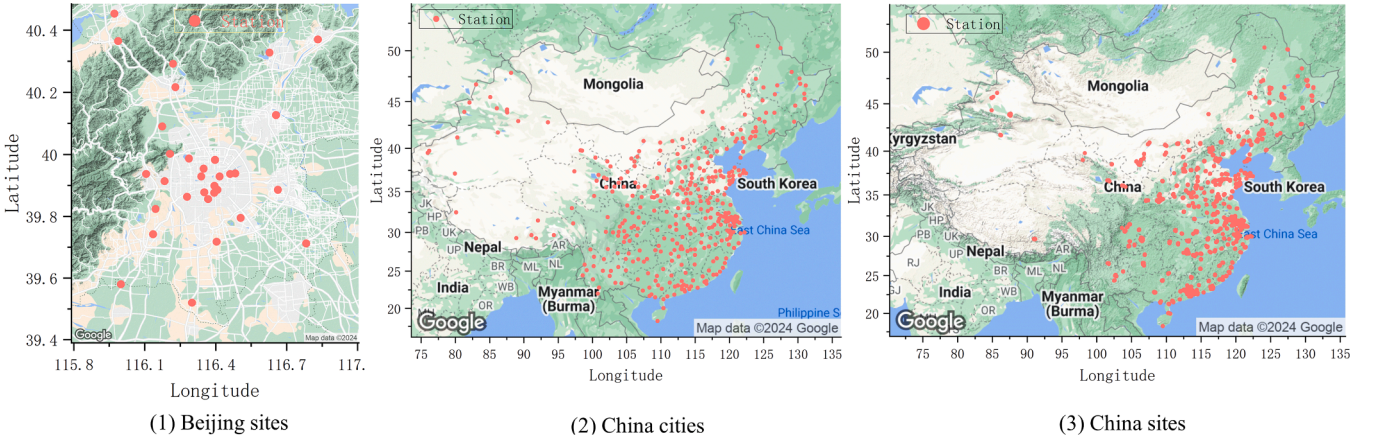 Station
40.4
40.2
40
39.8
39.6
39.4
Latitude
Google
Map data ©2024
115.8 116.1 116.4 116.7 117.
Longitude
(1) Beijing sites
Station
50
45
40
35
30
25
20
Latitude
Mongolia
China
South Korea
East China Sea
JK
HP
PB
UK
UP
Nepal
AR
BR
ML
NL
WB
India
OR
Myanmar
(Burma)
Philippine S
Google
Map data ©2024 Google
75 80 85 90 95 100 105 110 115 120 125 130 135
Longitude
(2) China cities
Station
50
45
40
35
30
25
20
Latitude
Mongolia
yrgyzstan
China
South Korea
ast China Sea
JK
HP
PB
UK
RJ
UP
Nepal
AR
BR
ML
NL
GJ
WB
India
OR
Myanmar
(Burma)
Google
Map data ©2024 Google
75 80 85 90 95 100 105 110 115 120 125 130 135
Longitude
(3) China sites